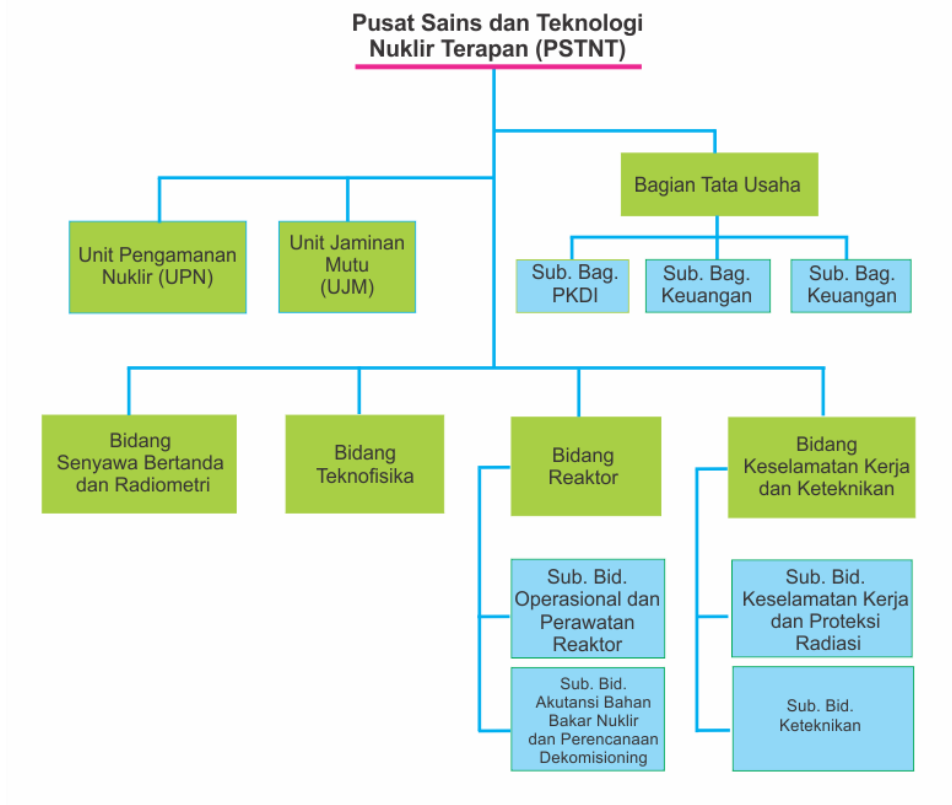 Pusat Sains dan Teknologi
Nuklir Terapan (PSTNT)
Bagian Tata Usaha
Unit Pengamanan
Nuklir (UPN)
Unit Jaminan
Mutu
(UJM)
Sub. Bag.
PKDI
Sub. Bag.
Keuangan
Sub. Bag.
Keuangan
Bidang
Senyawa Bertanda
dan Radiometri
Bidang
Teknofisika
Bidang
Reaktor
Bidang
Keselamatan Kerja
dan Keteknikan
Sub. Bid.
Operasional dan
Perawatan
Reaktor
Sub. Bid.
Keselamatan Kerja
dan Proteksi
Radiasi
Sub. Bid.
Akutansi Bahan
Bakar Nuklir
dan Perencanaan
Dekomisioning
Sub. Bid.
Keteknikan